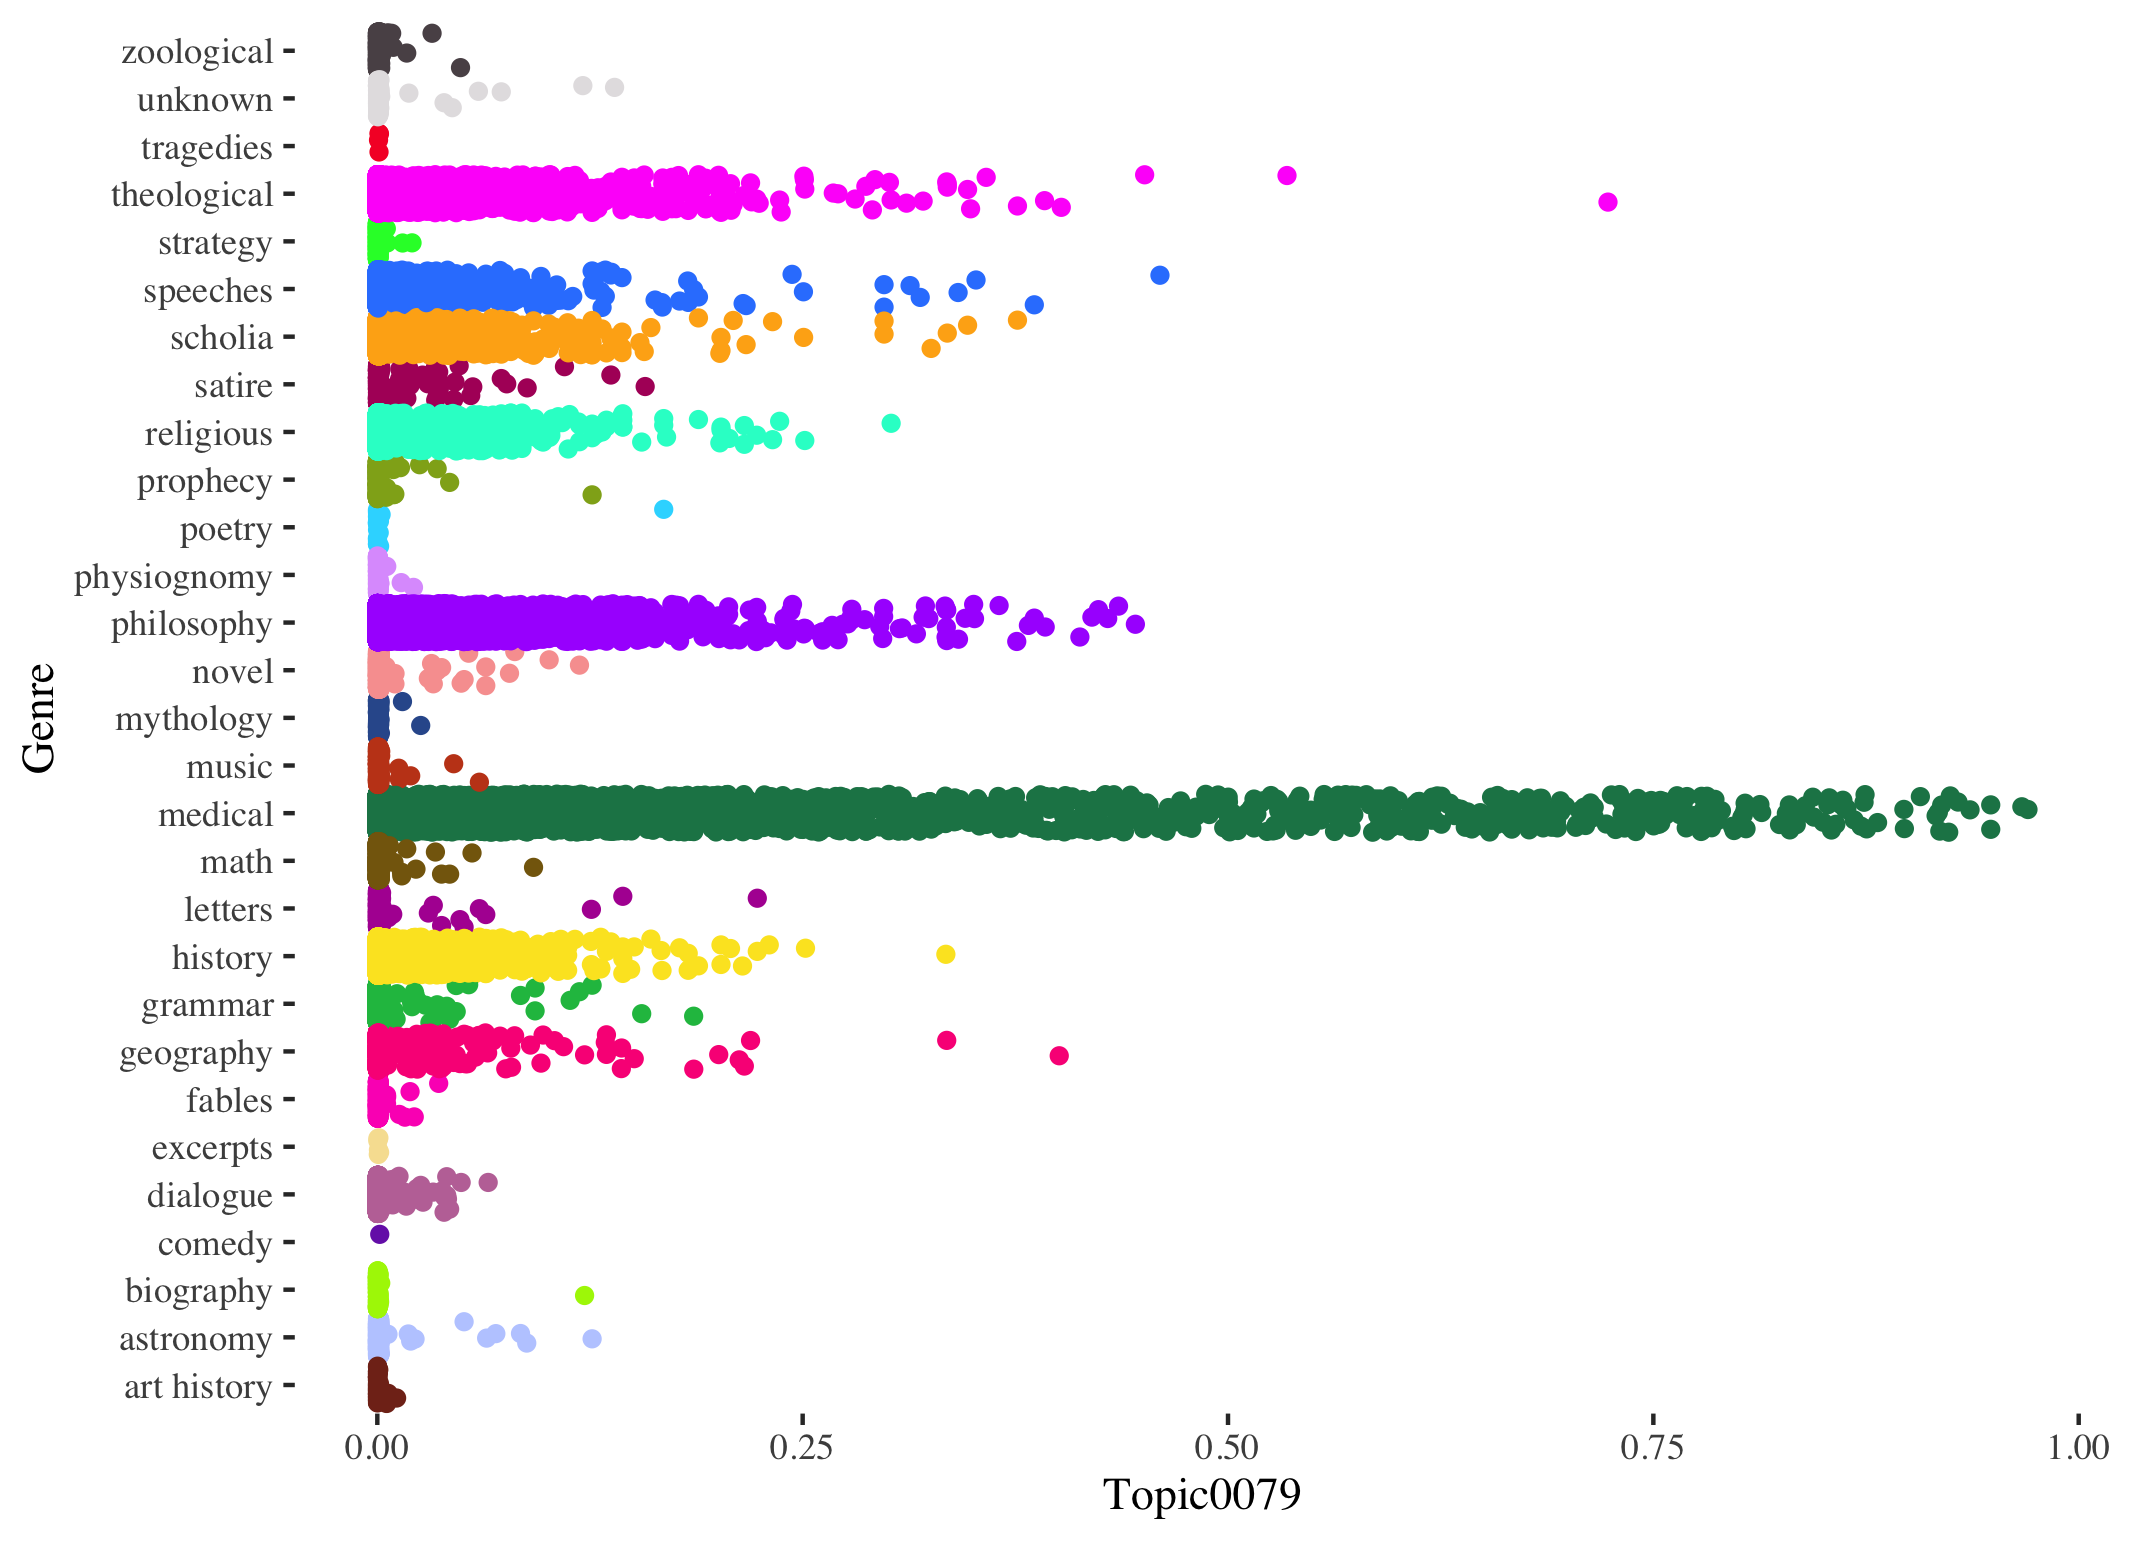 Genre
zoological
unknown
tragedies
theological
strategy
speeches
scholia
satire
religious
prophecy
poetry
physiognomy
philosophy
novel
mythology
music
medical
math
letters
history
grammar
geography
fables
excerpts
dialogue
comedy
biography
astronomy
art history
0.00 0.25 0.50 0.75 1.00
Topic0079